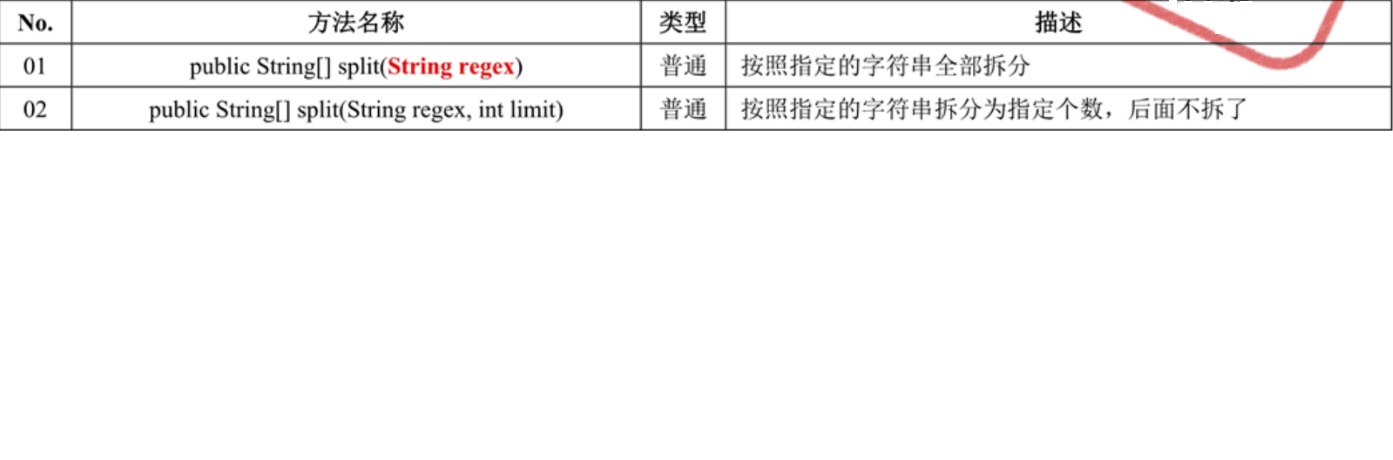 No. 方法名称 类型 描述
01 public String[] split(String regex) 普通 按照指定的字符串全部拆分
02 public String[] split(String regex, int limit) 普通 按照指定的字符串拆分为指定个数，后面不拆了